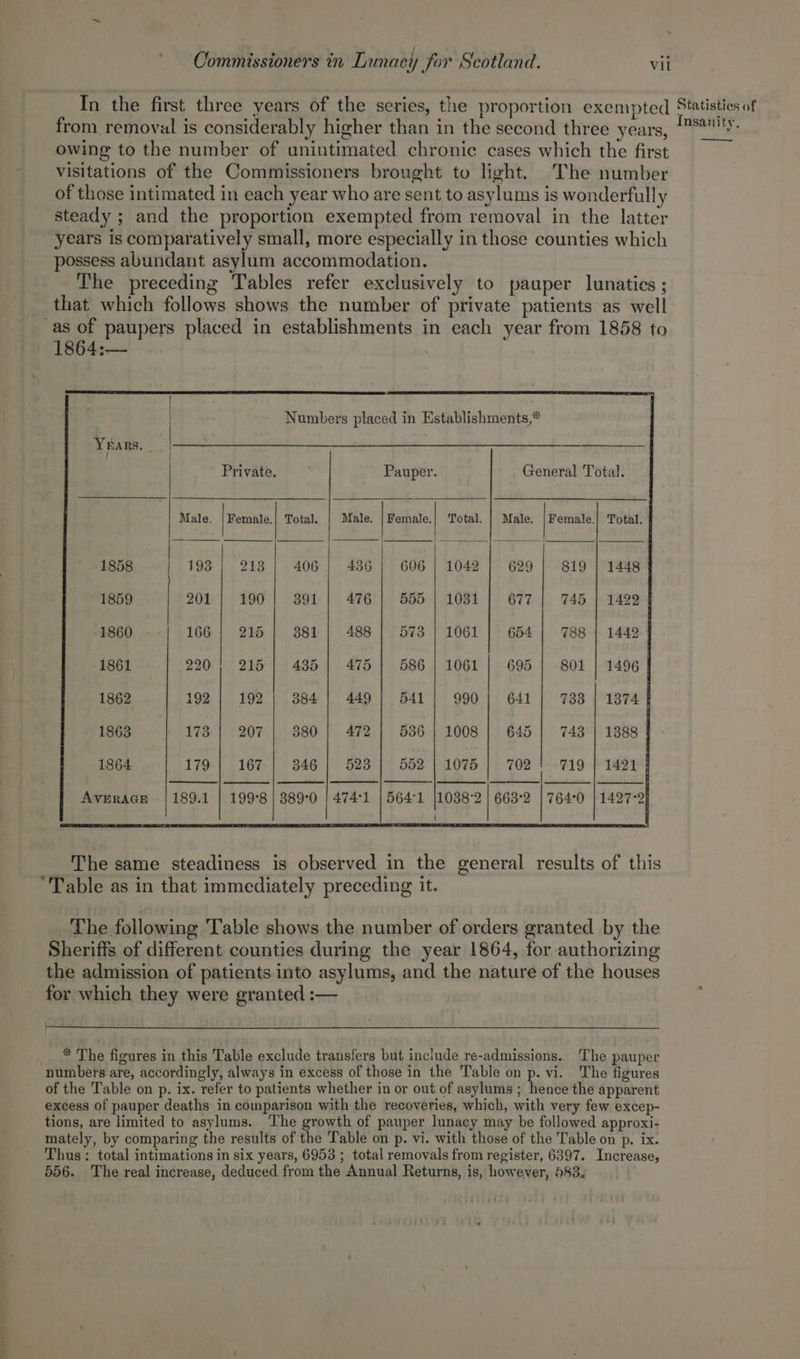 Commissioners in Lunacy for Scotland. vii
In the first three years of the series, the proportion exempted
Statistics of
Insanity.
from removal is considerably higher than in the second three years,
owing to the number of unintimated chronic cases which the first
visitations of the Commissioners brought to light. The number
of those intimated in each year who are sent to asylums is wonderfully
steady; and the proportion exempted from removal in the latter
years is comparatively small, more especially in those counties which
possess abundant asylum accommodation.
The preceding Tables refer exclusively to pauper lunatics;
that which follows shows the number of private patients as well
as of paupers placed in establishments in each year from 1858 to
1864:—
Numbers placed in Establishments.*
YEARS.
Private. Pauper. General Total.
Male. Female. Total. Male. Female. Total. Male. Female. Total.
1858 193 213 406 436 606 1042 629 819 1448
1859 201 190 391 476 555 1031 677 745 1422
1860 166 215 381 488 573 1061 654 788 1442
1861 220 215 435 475 586 1061 695 801 1496
1862 192 192 384 449 541 990 641 733 1374
1863 173 207 380 472 536 1008 645 743 1388
1864 179 167 346 523 552 1075 702 719 1421
AVERAGE 189.1 199·8 389·0 474·1 564·1 1038·2 663·2 764·0 1427·2
The same steadiness is observed in the general results of this
Table as in that immediately preceding it.
The following Table shows the number of orders granted by the
Sheriffs of different counties during the year 1864, for authorizing
the admission of patients into asylums, and the nature of the houses
for which they were granted:—
* The figures in this Table exclude transfers but include re-admissions. The pauper
numbers are, accordingly, always in excess of those in the Table on p. vi. The figures
of the Table on p. ix. refer to patients whether in or out of asylums; hence the apparent
excess of pauper deaths in comparison with the recoveries, which, with very few excep-
tions, are limited to asylums. The growth of pauper lunacy may be followed approxi-
mately, by comparing the results of the Table on p. vi. with those of the Table on p. ix.
Thus: total intimations in six years, 6953; total removals from register, 6397. Increase,
556. The real increase, deduced from the Annual Returns, is, however, 583.